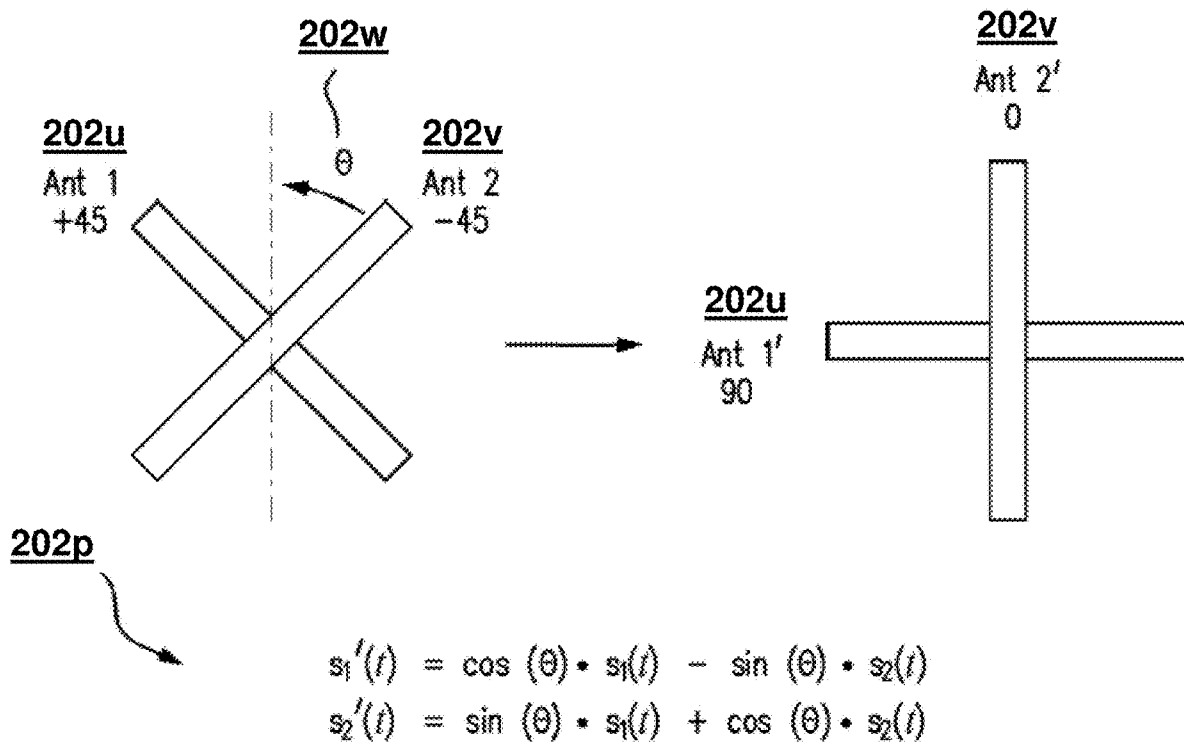 202w
θ
202u
Ant 1
+45
202v
Ant 2
-45
202v
Ant 2'
0
202u
Ant 1'
90
202p
s₁'(t) = cos (θ) • s₁(t) - sin (θ) • s₂(t)
s₂'(t) = sin (θ) • s₁(t) + cos (θ) • s₂(t)